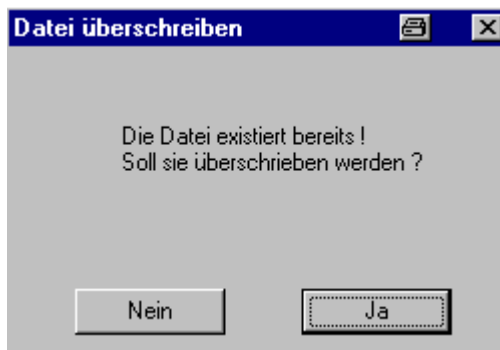 Datei überschreiben
Die Datei existiert bereits !
Soll sie überschrieben werden ?
Nein
Ja